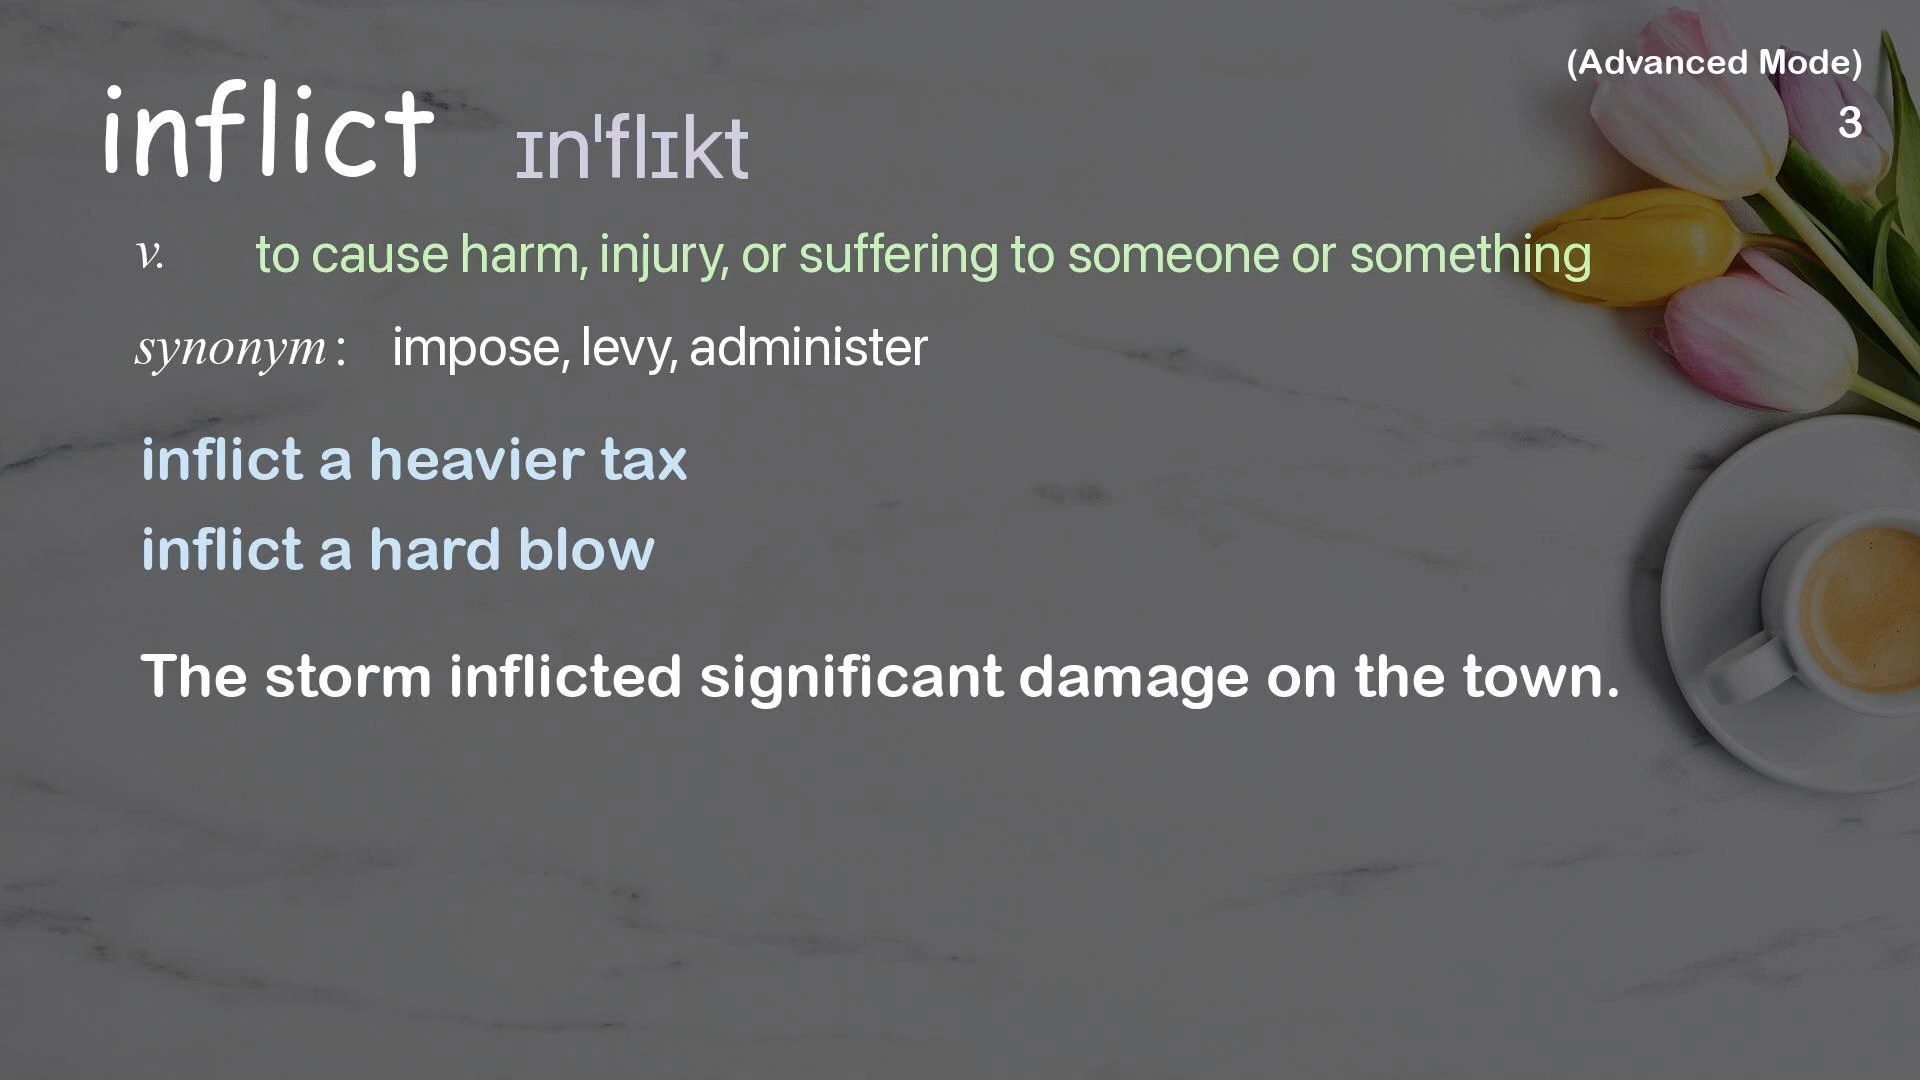 (Advanced Mode)
3
inflict ɪnˈflɪkt
v. to cause harm, injury, or suffering to someone or something
synonym: impose, levy, administer
inflict a heavier tax
inflict a hard blow
The storm inflicted significant damage on the town.